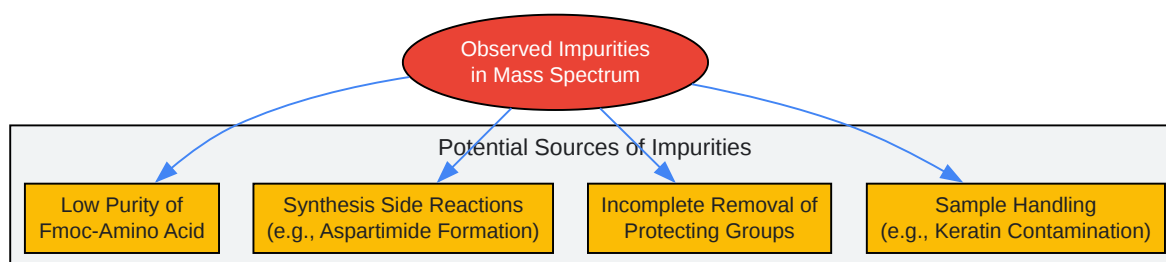 Observed Impurities
in Mass Spectrum
Potential Sources of Impurities
Low Purity of
Fmoc-Amino Acid
Synthesis Side Reactions
(e.g., Aspartimide Formation)
Incomplete Removal of
Protecting Groups
Sample Handling
(e.g., Keratin Contamination)